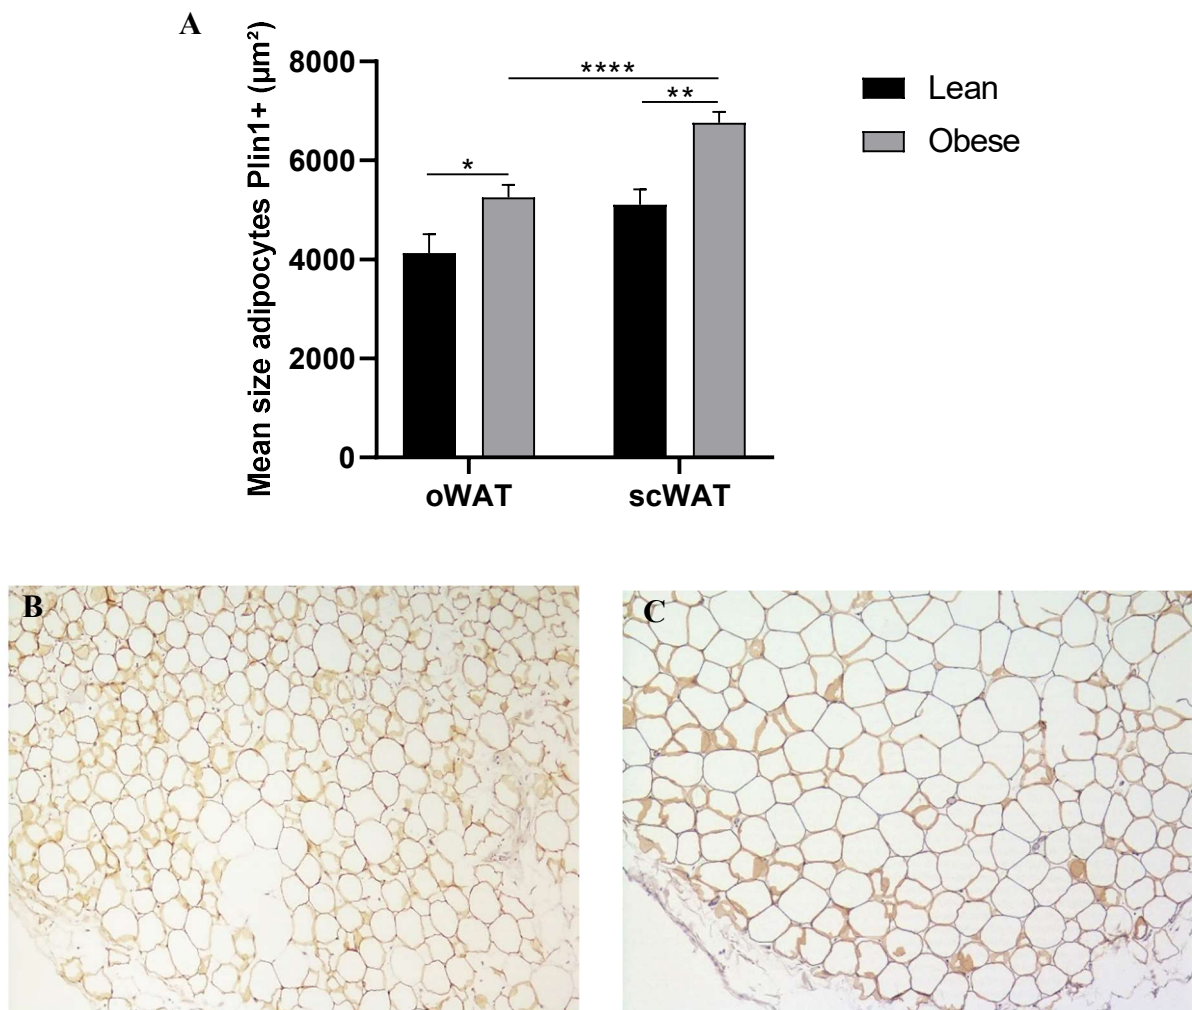 A
Mean size adipocytes Plin1+ (µm²)
8000
6000
4000
2000
0
****
**
*
oWAT
scWAT
Lean
Obese
B
C